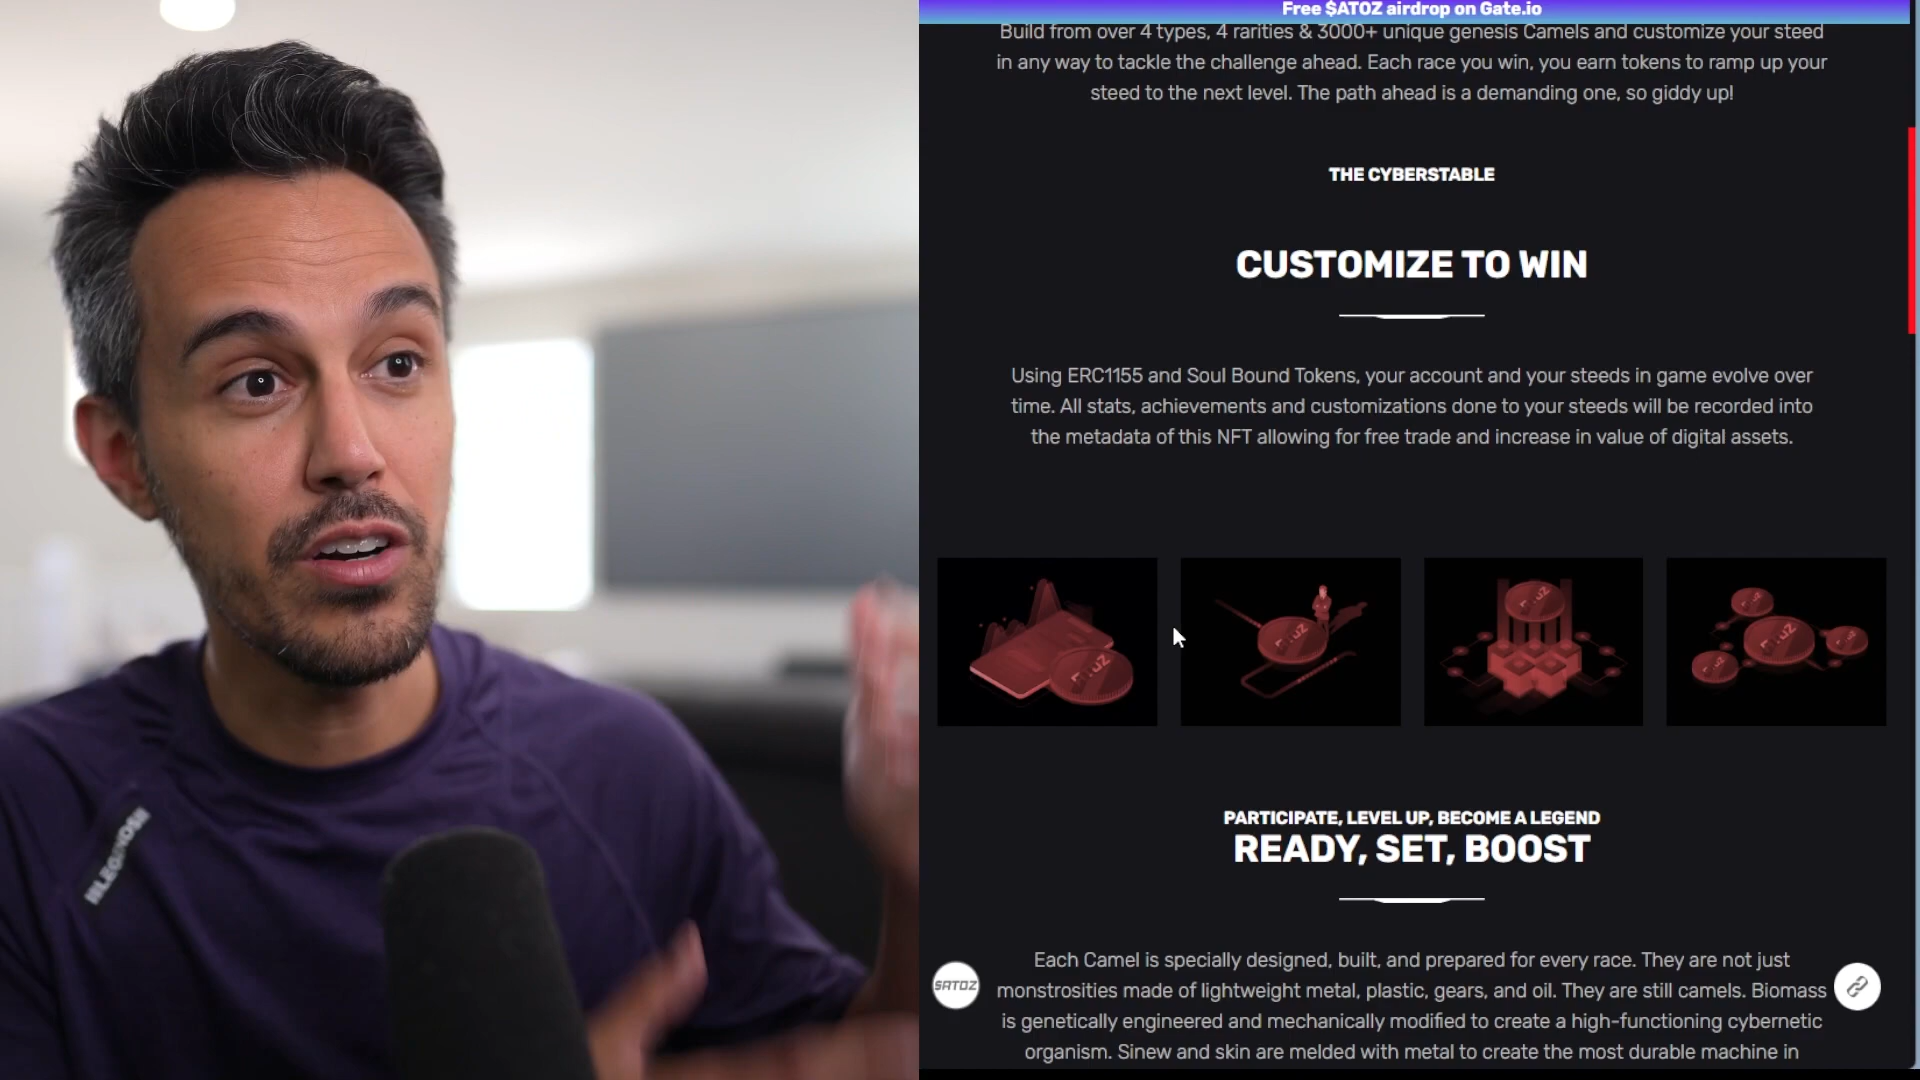 Free $ATOZ airdrop on Gate.io
Build from over 4 types, 4 rarities & 3000+ unique genesis Camels and customize your steed
in any way to tackle the challenge ahead. Each race you win, you earn tokens to ramp up your
steed to the next level. The path ahead is a demanding one, so giddy up!
THE CYBERSTABLE
CUSTOMIZE TO WIN
Using ERC1155 and Soul Bound Tokens, your account and your steeds in game evolve over
time. All stats, achievements and customizations done to your steeds will be recorded into
the metadata of this NFT allowing for free trade and increase in value of digital assets.
PARTICIPATE, LEVEL UP, BECOME A LEGEND
READY, SET, BOOST
Each Camel is specially designed, built, and prepared for every race. They are not just
monstrosities made of lightweight metal, plastic, gears, and oil. They are still camels. Biomass
is genetically engineered and mechanically modified to create a high-functioning cybernetic
organism. Sinew and skin are melded with metal to create the most durable machine in
$ATOZ